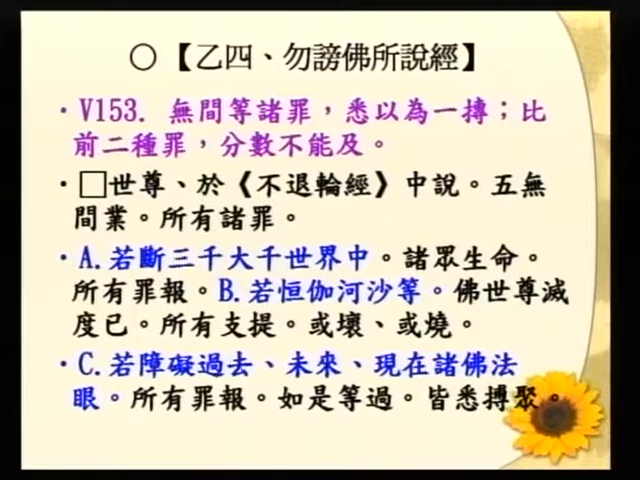 ○【乙四、勿謗佛所說經】
·V153. 無間等諸罪，悉以為一摶；比
前二種罪，分數不能及。
·□世尊、於《不退輪經》中說。五無
間業。所有諸罪。
·A.若斷三千大千世界中。諸眾生命。
所有罪報。B.若恒伽河沙等。佛世尊滅
度已。所有支提。或壞、或燒。
·C.若障礙過去、未來、現在諸佛法
眼。所有罪報。如是等過。皆悉搏聚。